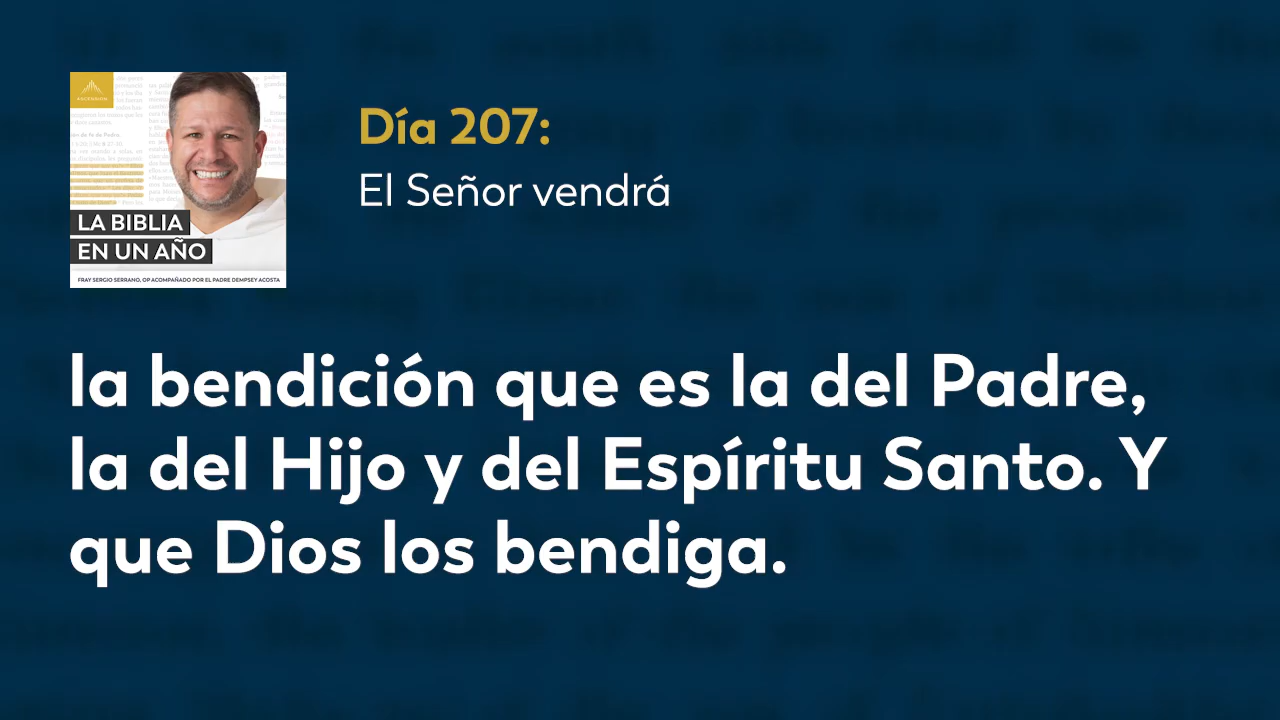 ASCENSION
LA BIBLIA
EN UN AÑO
FRAY SERGIO SERRANO, OP ACOMPAÑADO POR EL PADRE DEMPSEY ACOSTA
Día 207:
El Señor vendrá
la bendición que es la del Padre,
la del Hijo y del Espíritu Santo. Y
que Dios los bendiga.